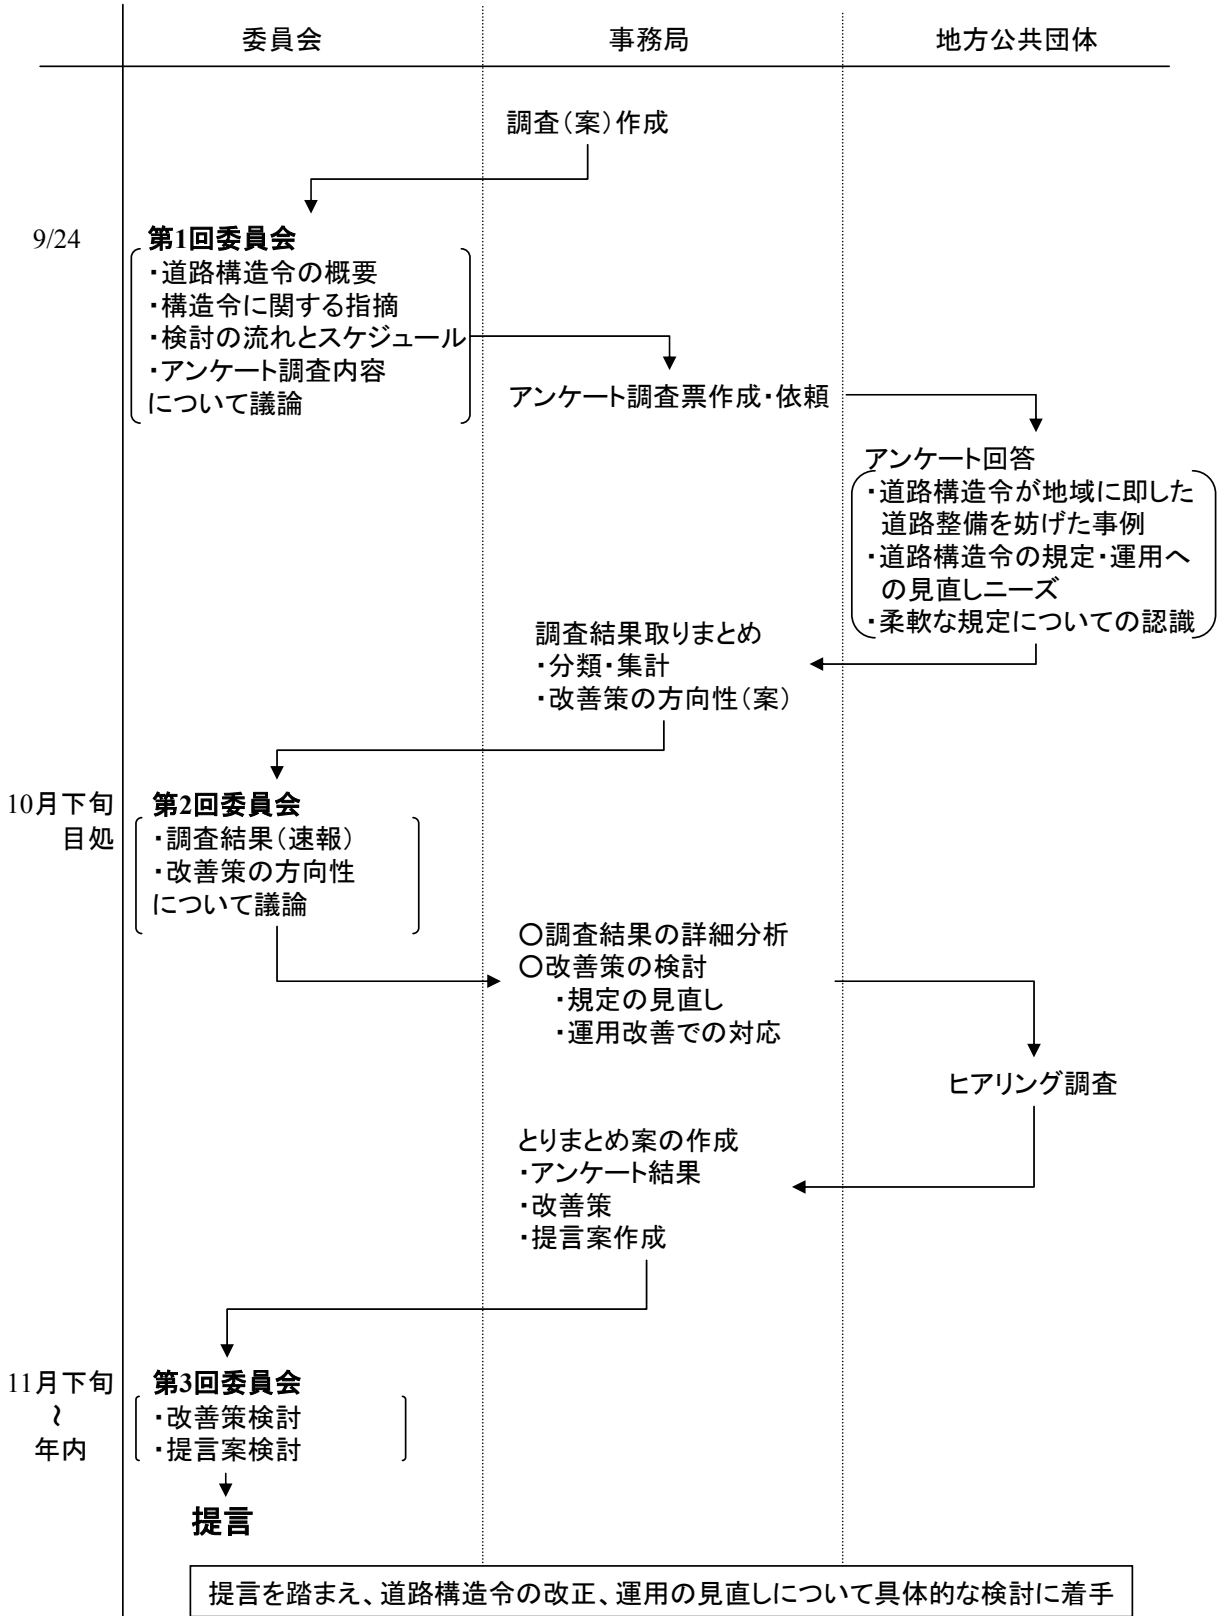 委員会
事務局
地方公共団体
調査（案）作成
9/24
第1回委員会
・道路構造令の概要
・構造令に関する指摘
・検討の流れとスケジュール
・アンケート調査内容
について議論
アンケート調査票作成・依頼
アンケート回答
・道路構造令が地域に即した
道路整備を妨げた事例
・道路構造令の規定・運用へ
の見直しニーズ
・柔軟な規定についての認識
調査結果取りまとめ
・分類・集計
・改善策の方向性（案）
10月下旬
目処
第2回委員会
・調査結果（速報）
・改善策の方向性
について議論
○調査結果の詳細分析
○改善策の検討
・規定の見直し
・運用改善での対応
ヒアリング調査
とりまとめ案の作成
・アンケート結果
・改善策
・提言案作成
11月下旬
～
年内
第3回委員会
・改善策検討
・提言案検討
提言
提言を踏まえ、道路構造令の改正、運用の見直しについて具体的な検討に着手